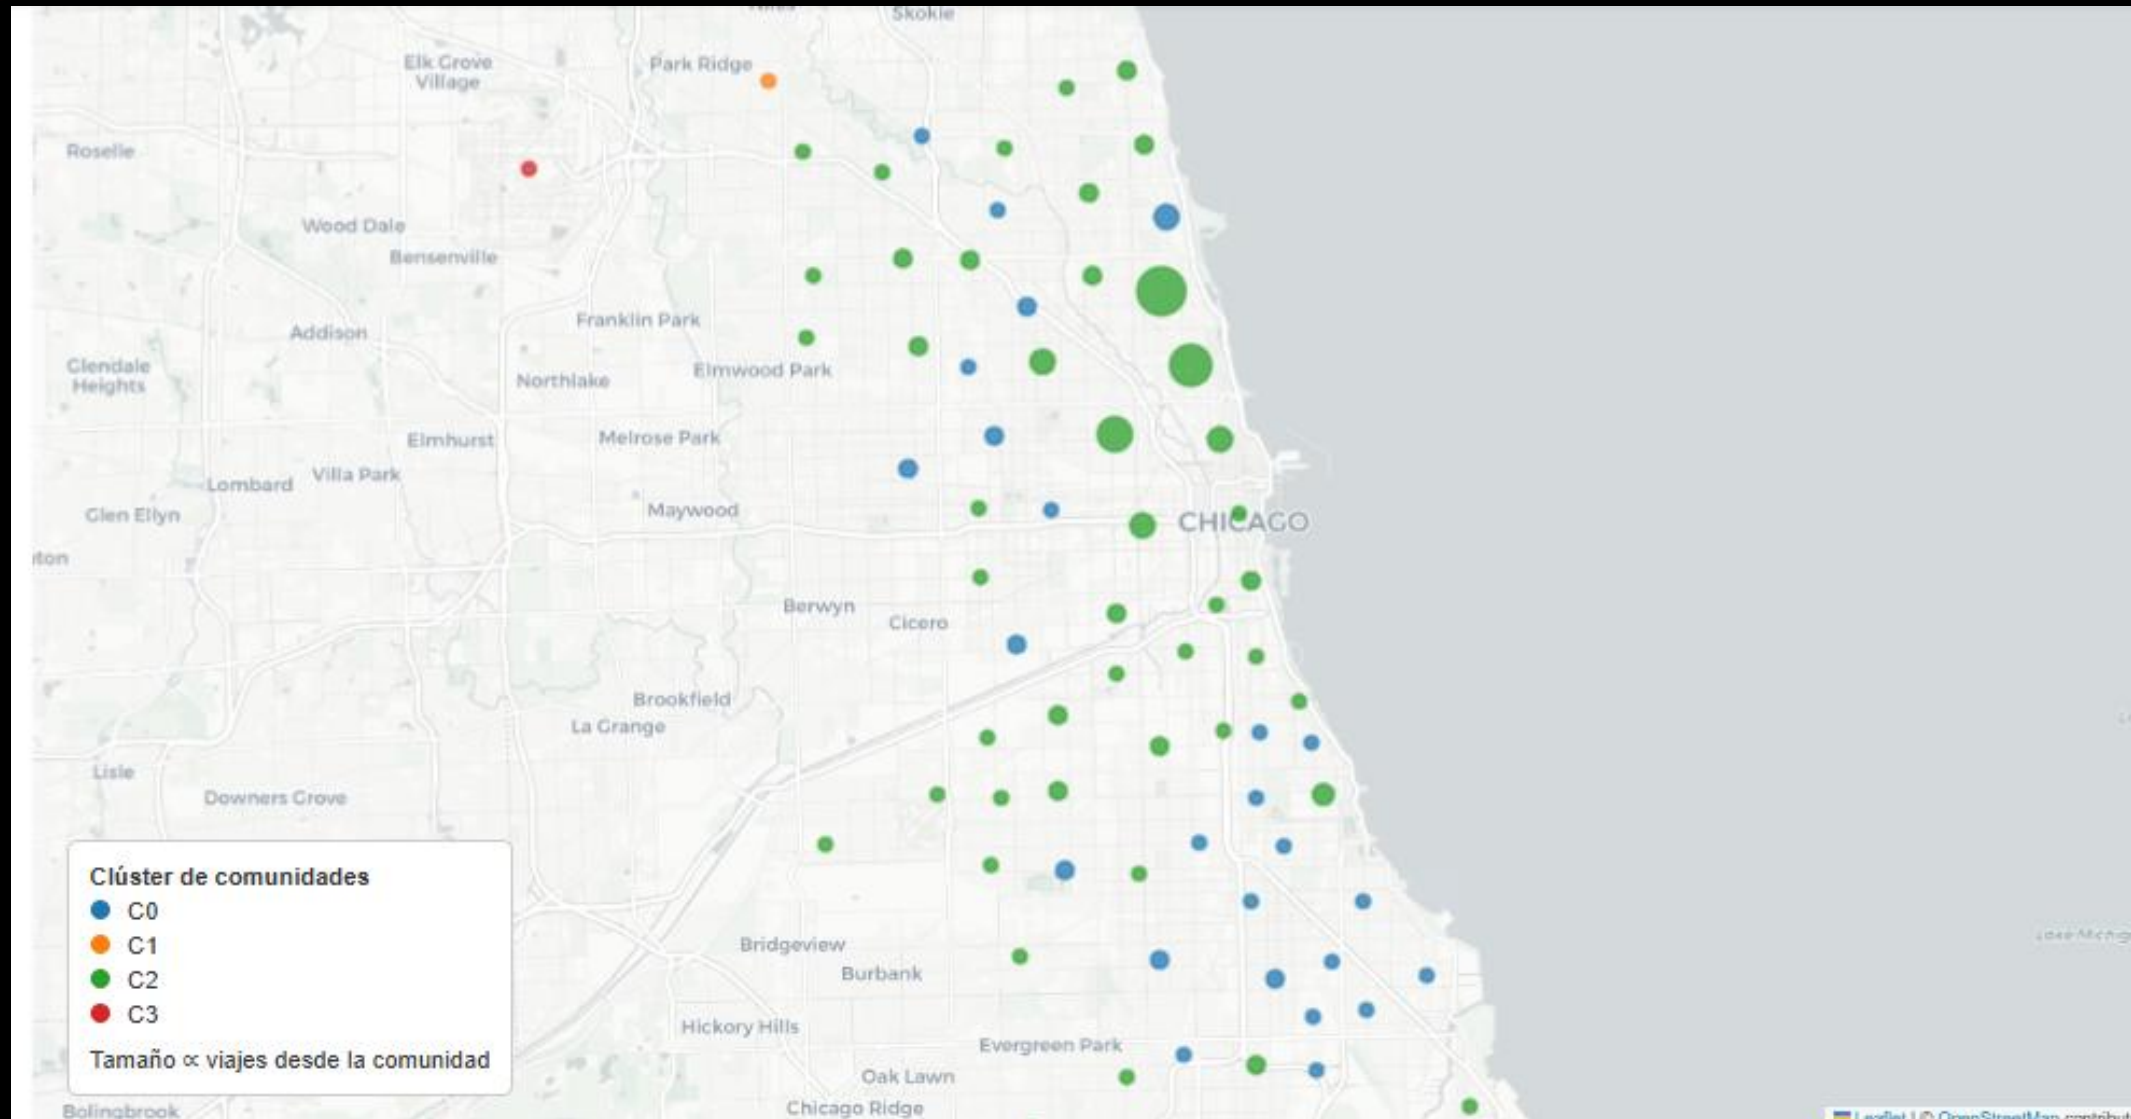 Skokie
Elk Grove
Village
Park Ridge
Roselle
Wood Dale
Bensenville
Franklin Park
Addison
Glendale
Heights
Elmwood Park
Northlake
Elmhurst
Melrose Park
Villa Park
Lombard
Glen Ellyn
Maywood
CHICAGO
Berwyn
Cicero
Brookfield
La Grange
Lisle
Downers Grove
Clúster de comunidades
C0
C1
C2
C3
Tamaño ∝ viajes desde la comunidad
Bridgeview
Burbank
Hickory Hills
Evergreen Park
Oak Lawn
Chicago Ridge
Bolingbrook
Leaflet | © OpenStreetMap